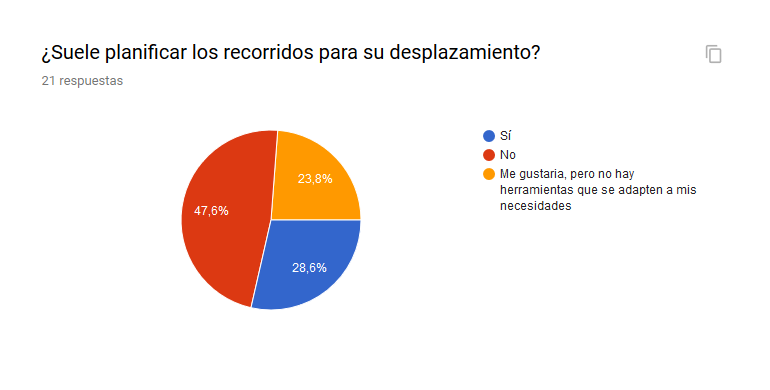 ¿Suele planificar los recorridos para su desplazamiento?
21 respuestas
23,8%
47,6%
28,6%
Sí
No
Me gustaria, pero no hay
herramientas que se adapten a mis
necesidades